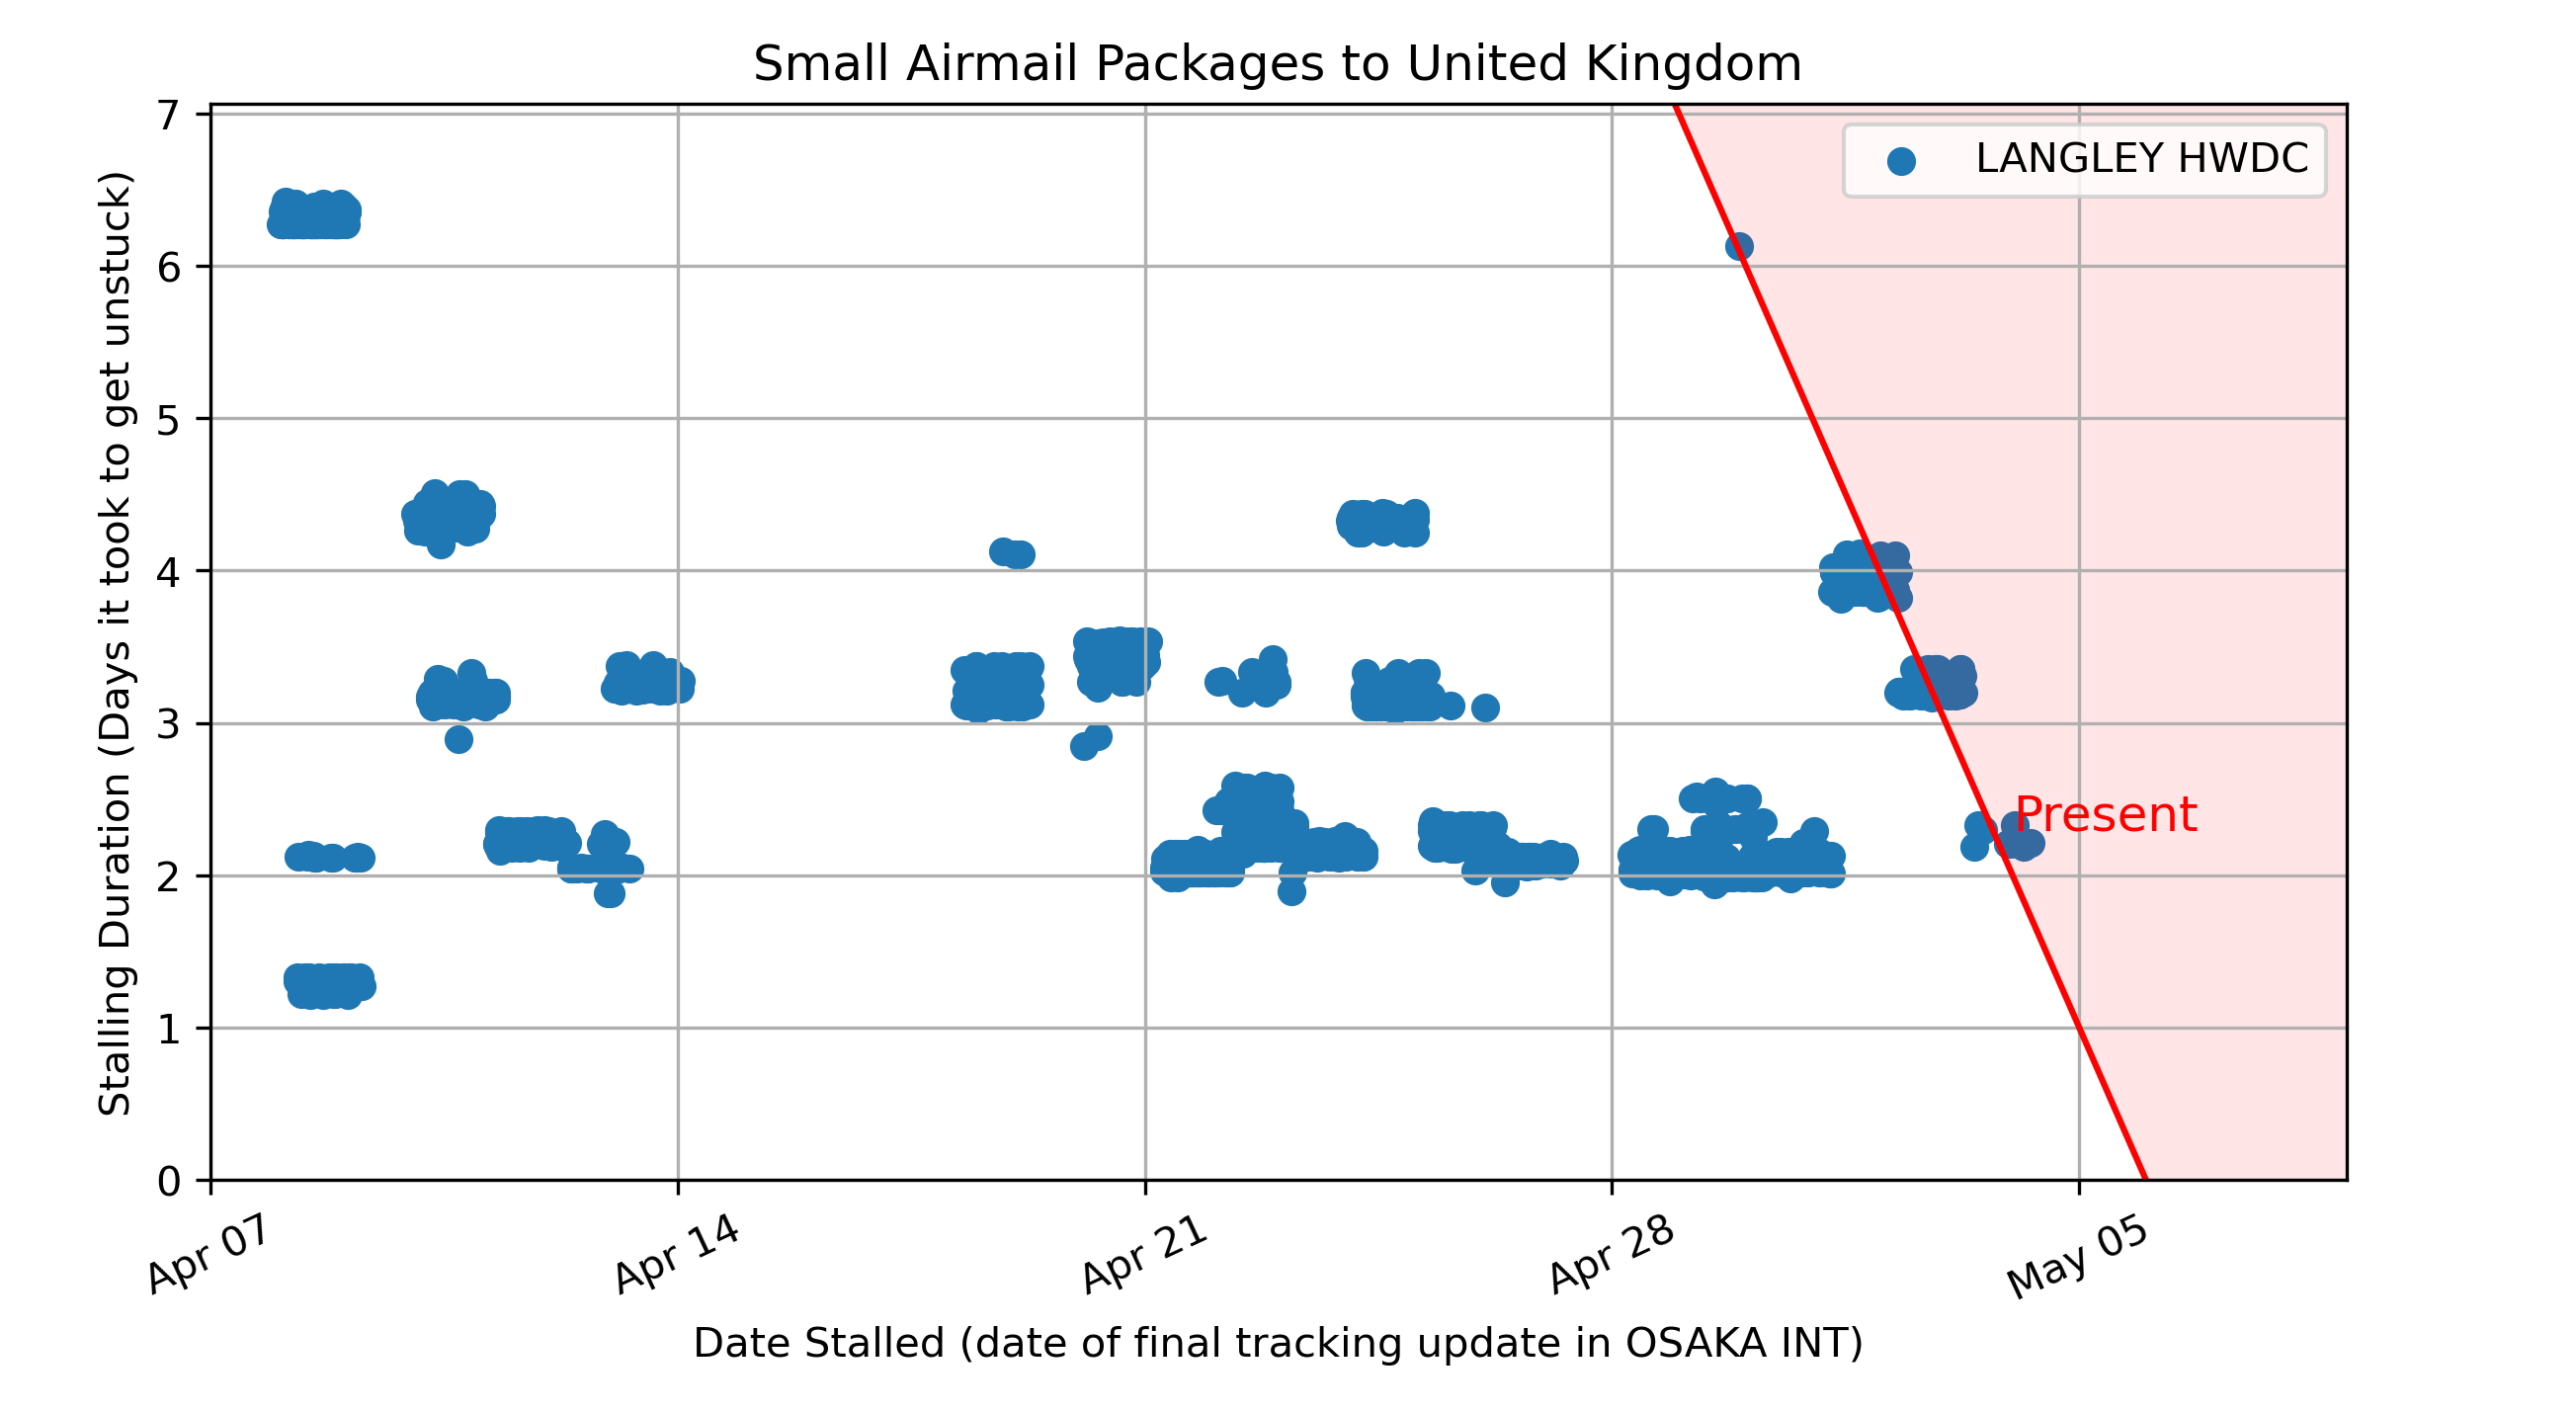 Small Airmail Packages to United Kingdom
Stalling Duration (Days it took to get unstuck)
7
6
5
4
3
2
1
0
LANGLEY HWDC
Present
Apr 07
Apr 14
Apr 21
Apr 28
May 05
Date Stalled (date of final tracking update in OSAKA INT)